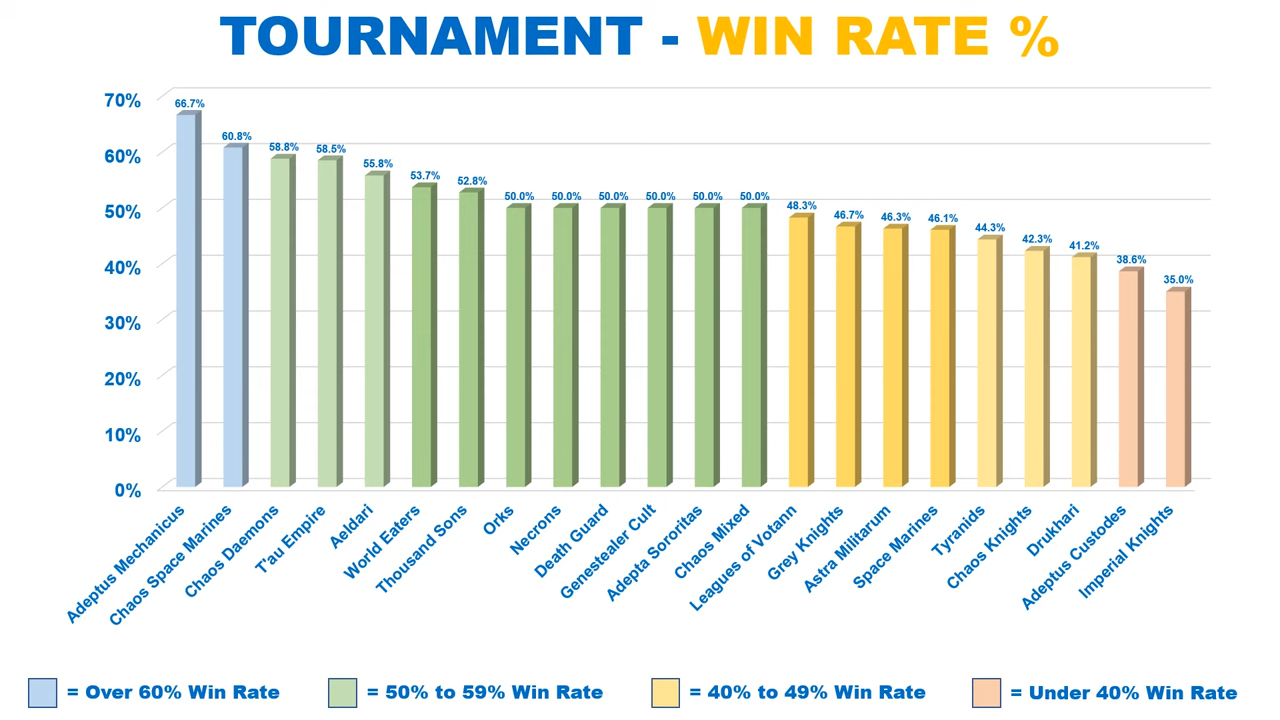 TOURNAMENT - WIN RATE %
70%
60%
50%
40%
30%
20%
10%
0%
66.7%
60.8%
58.8%
58.5%
55.8%
53.7%
52.8%
50.0%
50.0%
50.0%
50.0%
50.0%
50.0%
48.3%
46.7%
46.3%
46.1%
44.3%
42.3%
41.2%
38.6%
35.0%
Adeptus Mechanicus
Chaos Space Marines
Chaos Daemons
T'au Empire
Aeldari
World Eaters
Thousand Sons
Orks
Necrons
Death Guard
Genestealer Cult
Adepta Sororitas
Chaos Mixed
Leagues of Votann
Grey Knights
Astra Militarum
Space Marines
Tyranids
Chaos Knights
Drukhari
Adeptus Custodes
Imperial Knights
= Over 60% Win Rate
= 50% to 59% Win Rate
= 40% to 49% Win Rate
= Under 40% Win Rate